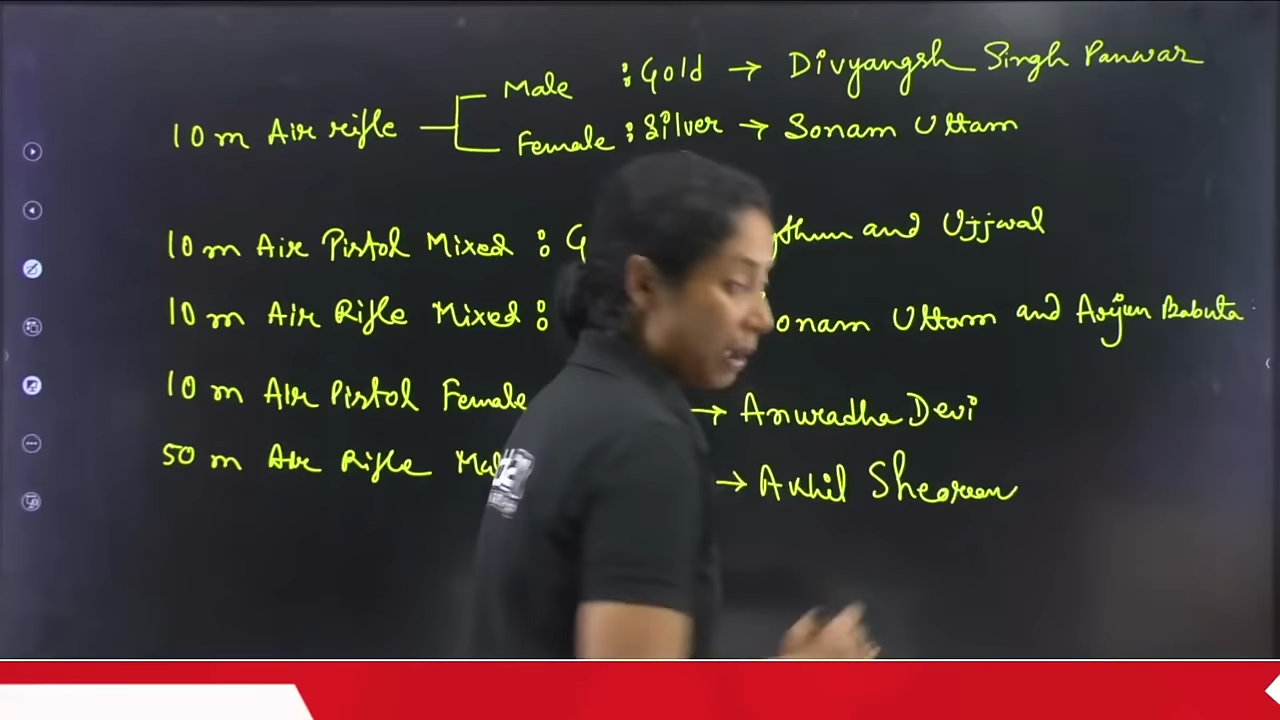 Male : Gold → Divyangsh Singh Panwar
10 m Air rifle
Female : Silver → Sonam Uttam
10 m Air Pistol Mixed : G thm and Ujjwal
10 m Air Rifle Mixed : onam Uttam and Arjun Babuta
10 m Air Pistol Female → Anuradha Devi
50 m Air Rifle Mal → Akhil Sheoran